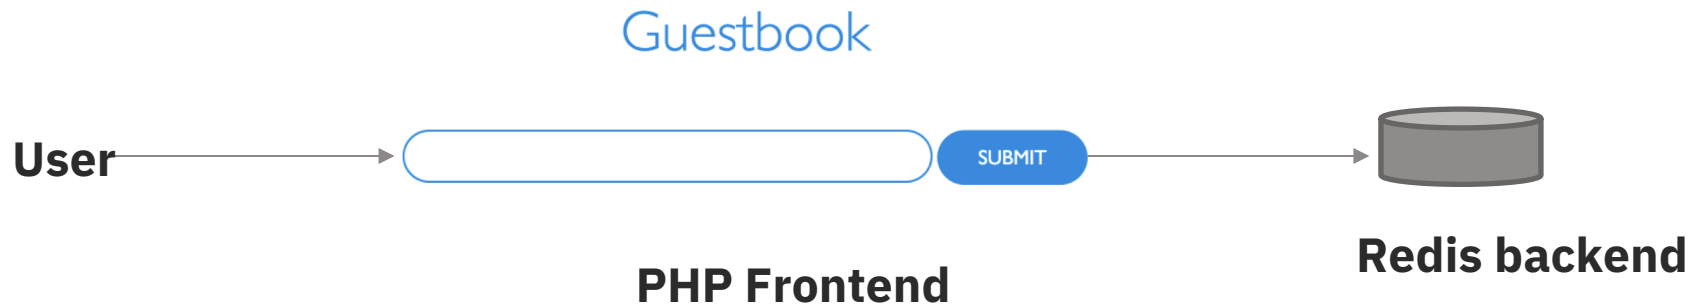 Guestbook
User
SUBMIT
Redis backend
PHP Frontend